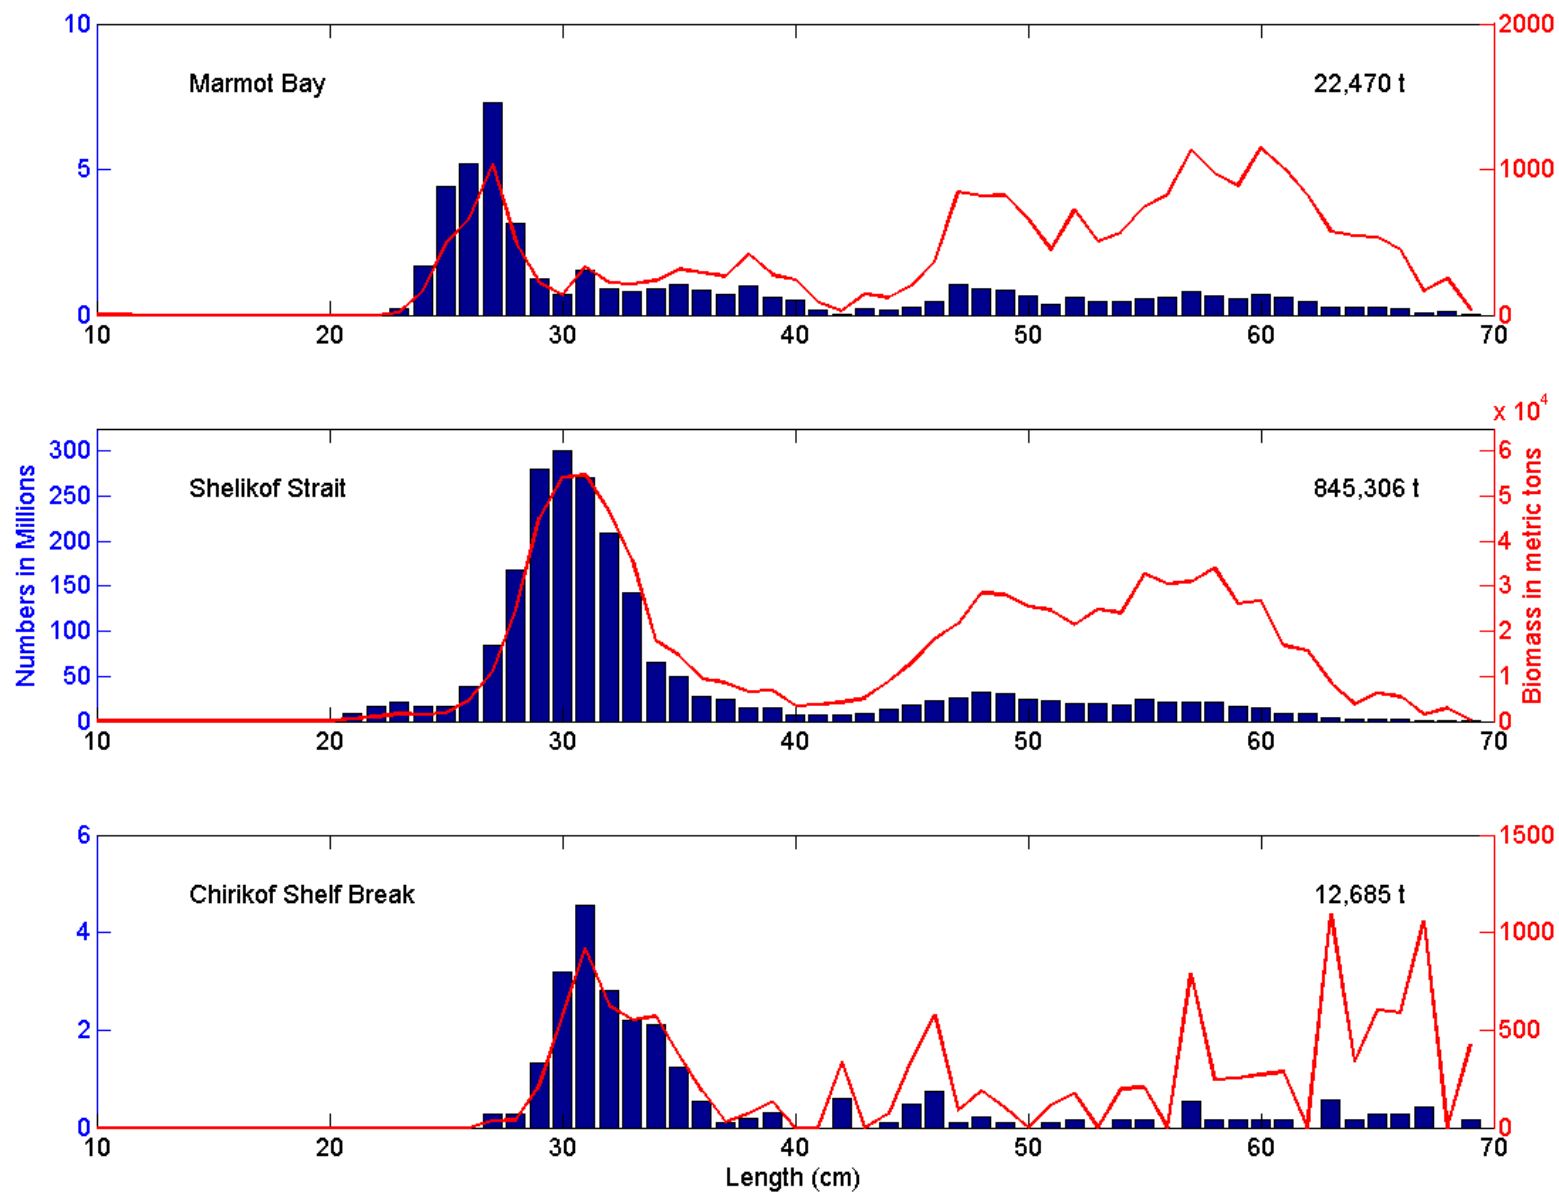 10 2000
Marmot Bay 22,470 t
5 1000
0 0
10 20 30 40 50 60 70
x 10^4
300 6
Shelikof Strait 845,306 t
250 5
200 4
150 3
100 2
50 1
0 0
Numbers in Millions
Biomass in metric tons
10 20 30 40 50 60 70
6 1500
Chirikof Shelf Break 12,685 t
4 1000
2 500
0 0
10 20 30 40 50 60 70
Length (cm)